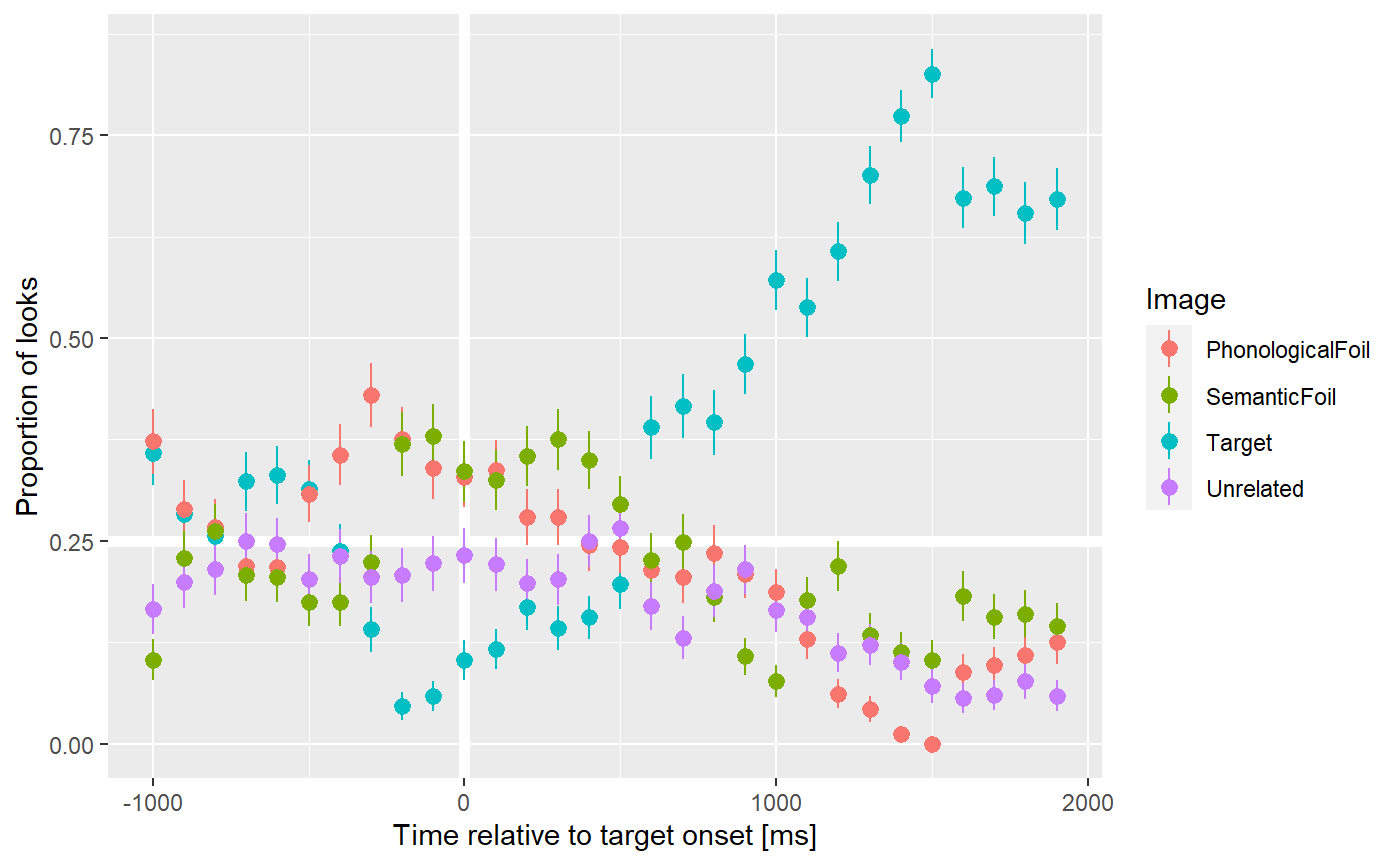 0.75
0.50
0.25
0.00
-1000
0
1000
2000
Proportion of looks
Time relative to target onset [ms]
Image
PhonologicalFoil
SemanticFoil
Target
Unrelated